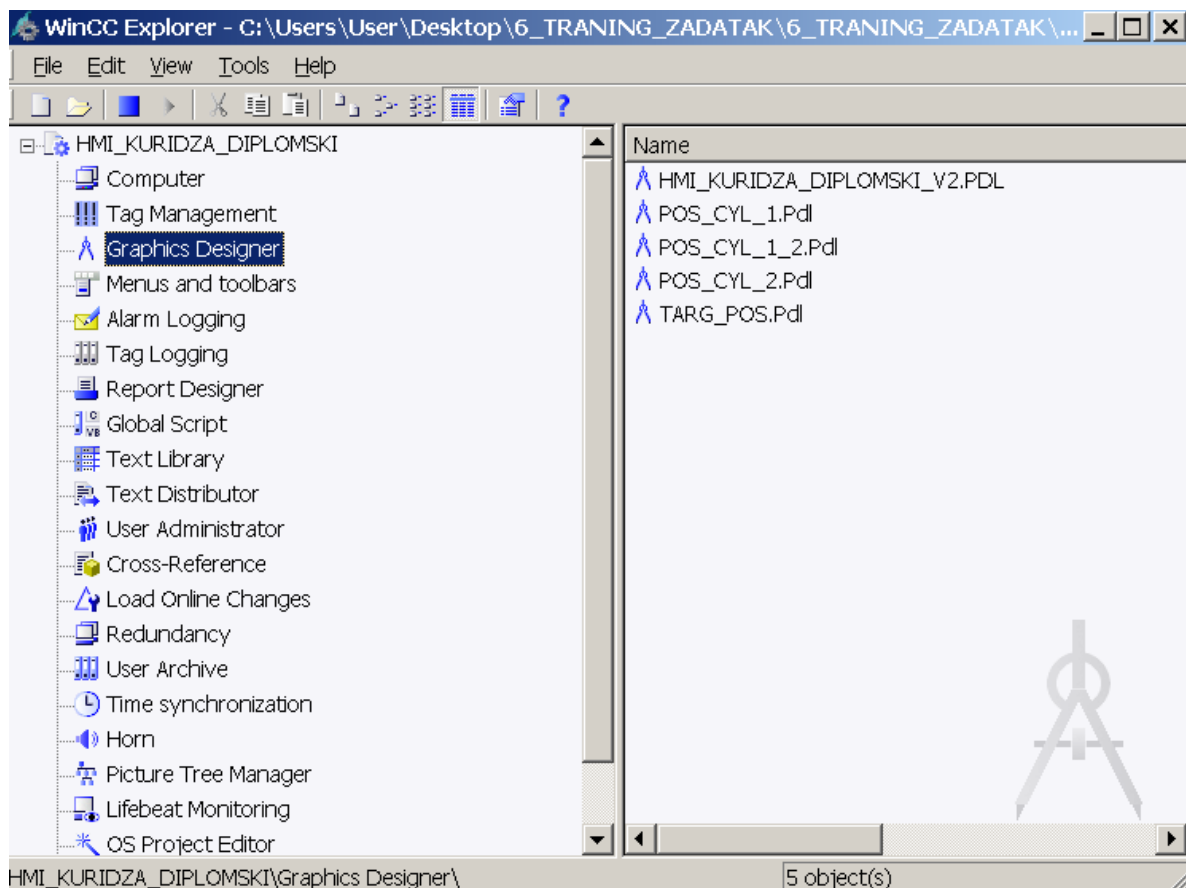 WinCC Explorer - C:\Users\User\Desktop\6_TRANING_ZADATAK\6_TRANING_ZADATAK\...
File Edit View Tools Help
HMI_KURIDZA_DIPLOMSKI
Computer
Tag Management
Graphics Designer
Menus and toolbars
Alarm Logging
Tag Logging
Report Designer
Global Script
Text Library
Text Distributor
User Administrator
Cross-Reference
Load Online Changes
Redundancy
User Archive
Time synchronization
Horn
Picture Tree Manager
Lifebeat Monitoring
OS Project Editor
Name
HMI_KURIDZA_DIPLOMSKI_V2.PDL
POS_CYL_1.Pdl
POS_CYL_1_2.Pdl
POS_CYL_2.Pdl
TARG_POS.Pdl
HMI_KURIDZA_DIPLOMSKI\Graphics Designer\
5 object(s)